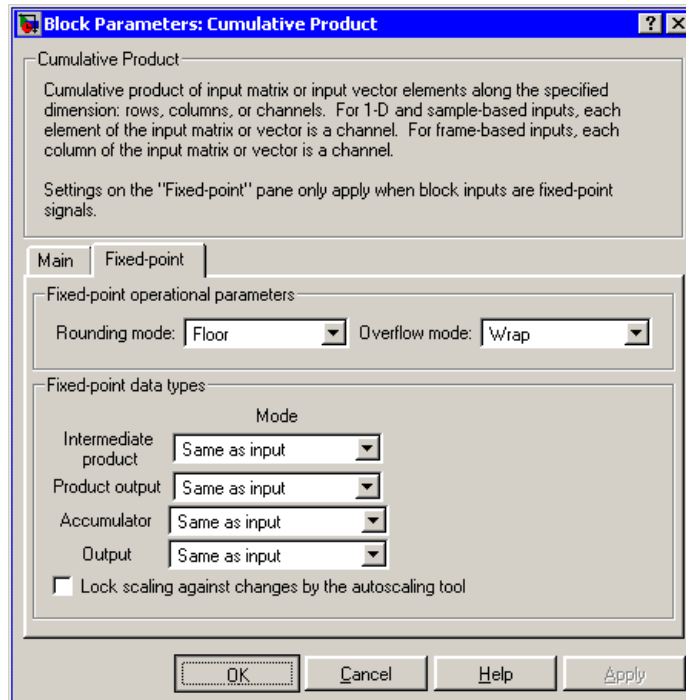 Block Parameters: Cumulative Product
Cumulative Product
Cumulative product of input matrix or input vector elements along the specified
dimension: rows, columns, or channels. For 1-D and sample-based inputs, each
element of the input matrix or vector is a channel. For frame-based inputs, each
column of the input matrix or vector is a channel.
Settings on the "Fixed-point" pane only apply when block inputs are fixed-point
signals.
Main Fixed-point
Fixed-point operational parameters
Rounding mode: Floor Overflow mode: Wrap
Fixed-point data types
Mode
Intermediate
product Same as input
Product output Same as input
Accumulator Same as input
Output Same as input
Lock scaling against changes by the autoscaling tool
OK Cancel Help Apply